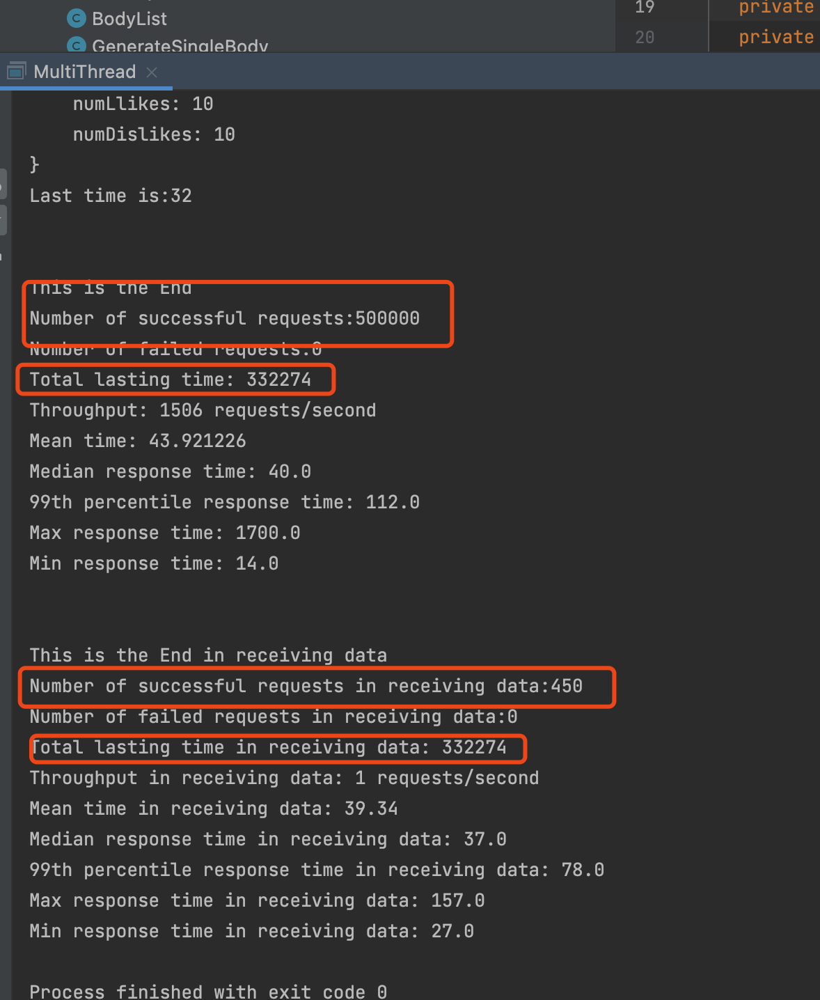 BodyList
GenerateSingleBody
19
private
20
private
MultiThread
numLlikes: 10
numDislikes: 10
}
Last time is:32
This is the End
Number of successful requests:500000
Number of failed requests:0
Total lasting time: 332274
Throughput: 1506 requests/second
Mean time: 43.921226
Median response time: 40.0
99th percentile response time: 112.0
Max response time: 1700.0
Min response time: 14.0
This is the End in receiving data
Number of successful requests in receiving data:450
Number of failed requests in receiving data:0
Total lasting time in receiving data: 332274
Throughput in receiving data: 1 requests/second
Mean time in receiving data: 39.34
Median response time in receiving data: 37.0
99th percentile response time in receiving data: 78.0
Max response time in receiving data: 157.0
Min response time in receiving data: 27.0
Process finished with exit code 0